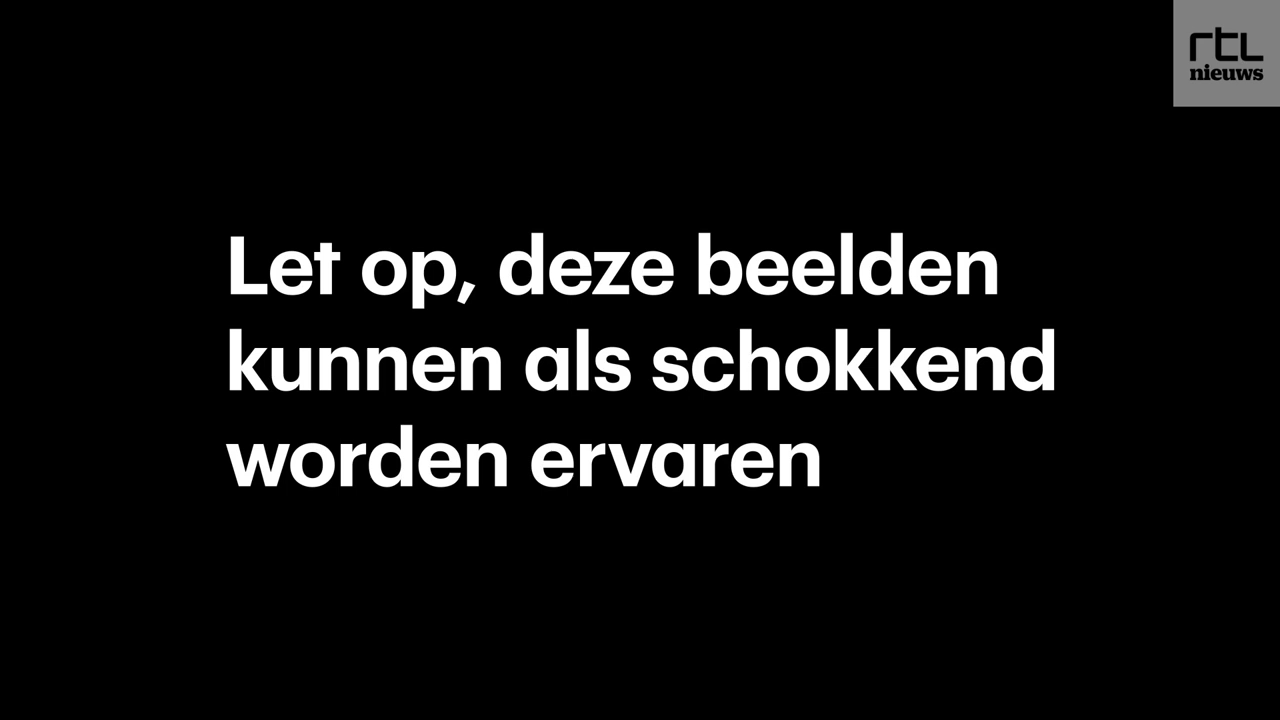 rtl
nieuws
Let op, deze beelden
kunnen als schokkend
worden ervaren